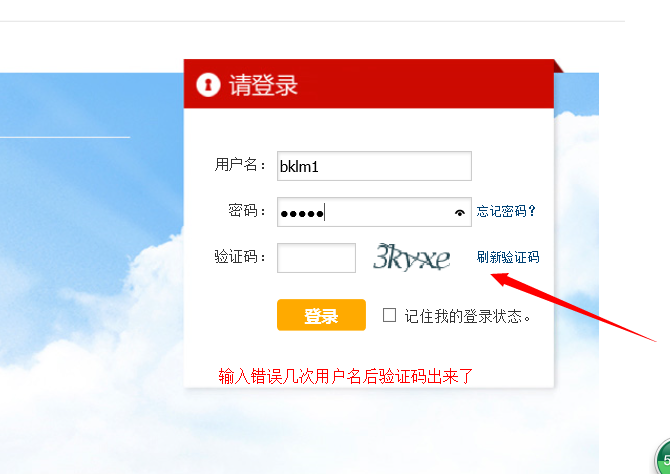 请登录
用户名：
bklm1
密码：
●●●●●
忘记密码？
验证码：
3kyxe
刷新验证码
登录
记住我的登录状态。
输入错误几次用户名后验证码出来了
5